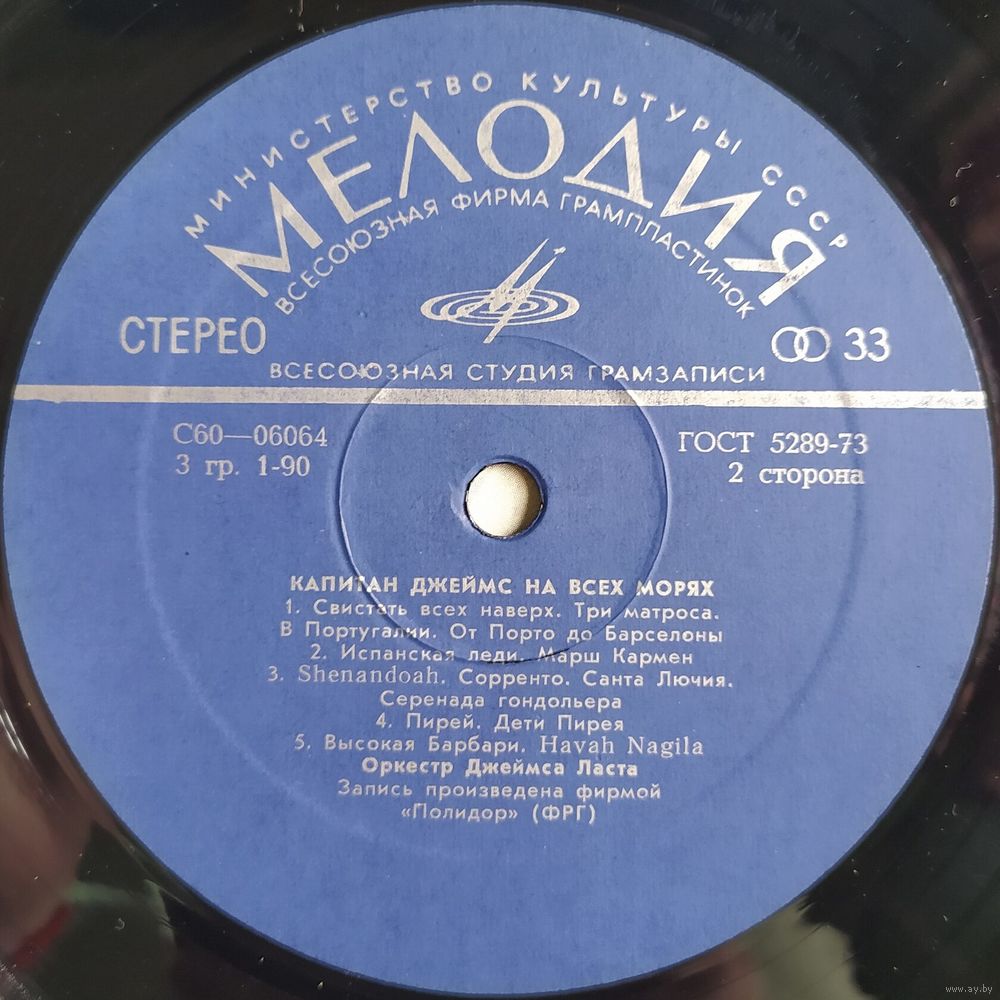 МИНИСТЕРСТВО КУЛЬТУРЫ СССР
МЕЛОДИЯ
ВСЕСОЮЗНАЯ ФИРМА ГРАМПЛАСТИНОК
СТЕРЕО
33
ВСЕСОЮЗНАЯ СТУДИЯ ГРАМЗАПИСИ
С60—06064
ГОСТ 5289-73
3 гр. 1-90
2 сторона
КАПИТАН ДЖЕЙМС НА ВСЕХ МОРЯХ
1. Свистать всех наверх. Три матроса.
В Португалии. От Порто до Барселоны
2. Испанская леди. Марш Кармен
3. Shenandoah. Сорренто. Санта Лючия.
Серенада гондольера
4. Пирей. Дети Пирея
5. Высокая Барбари. Havah Nagila
Оркестр Джеймса Ласта
Запись произведена фирмой
«Полидор» (ФРГ)
www.ay.by